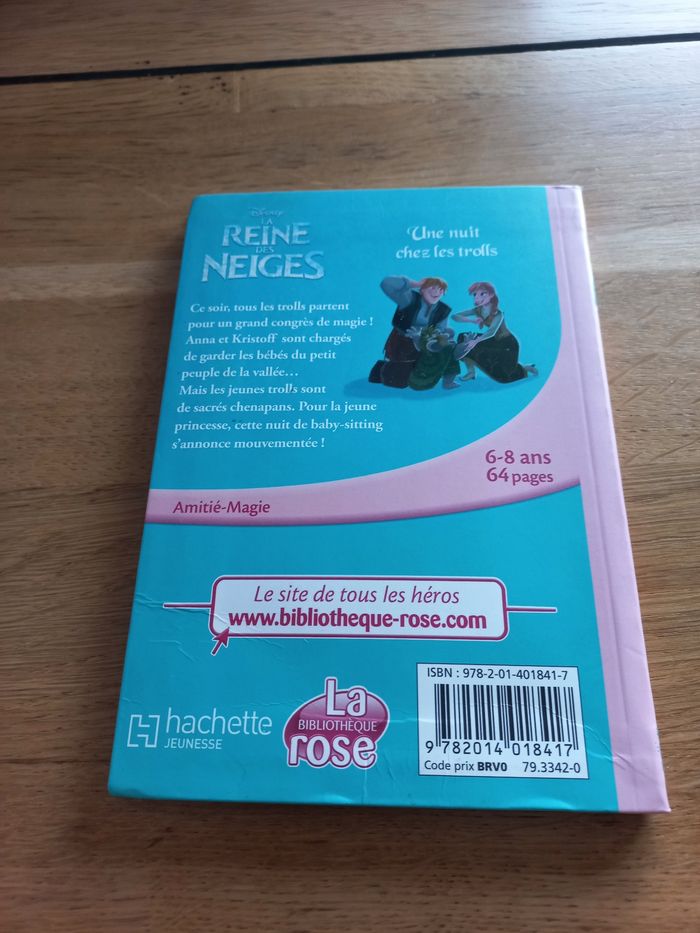 Disney
LA
REINE
DES
NEIGES
Une nuit
chez les trolls
Ce soir, tous les trolls partent
pour un grand congrès de magie !
Anna et Kristoff sont chargés
de garder les bébés du petit
peuple de la vallée...
Mais les jeunes trolls sont
de sacrés chenapans. Pour la jeune
princesse, cette nuit de baby-sitting
s'annonce mouvementée !
6-8 ans
64 pages
Amitié-Magie
Le site de tous les héros
www.bibliotheque-rose.com
hachette
JEUNESSE
La
BIBLIOTHÈQUE
rose
ISBN : 978-2-01-401841-7
9 782014 018417
Code prix BRV0 79.3342-0